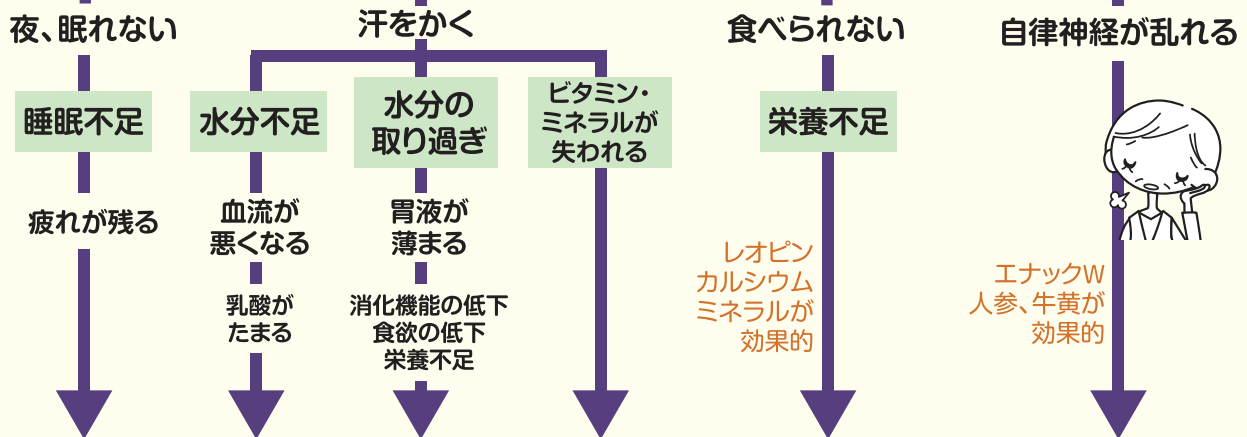 夜、眠れない
睡眠不足
疲れが残る
汗をかく
水分不足
血流が
悪くなる
乳酸が
たまる
水分の
取り過ぎ
胃液が
薄まる
消化機能の低下
食欲の低下
栄養不足
ビタミン・
ミネラルが
失われる
食べられない
栄養不足
レオピン
カルシウム
ミネラルが
効果的
自律神経が乱れる
エナックW
人参、牛黄が
効果的